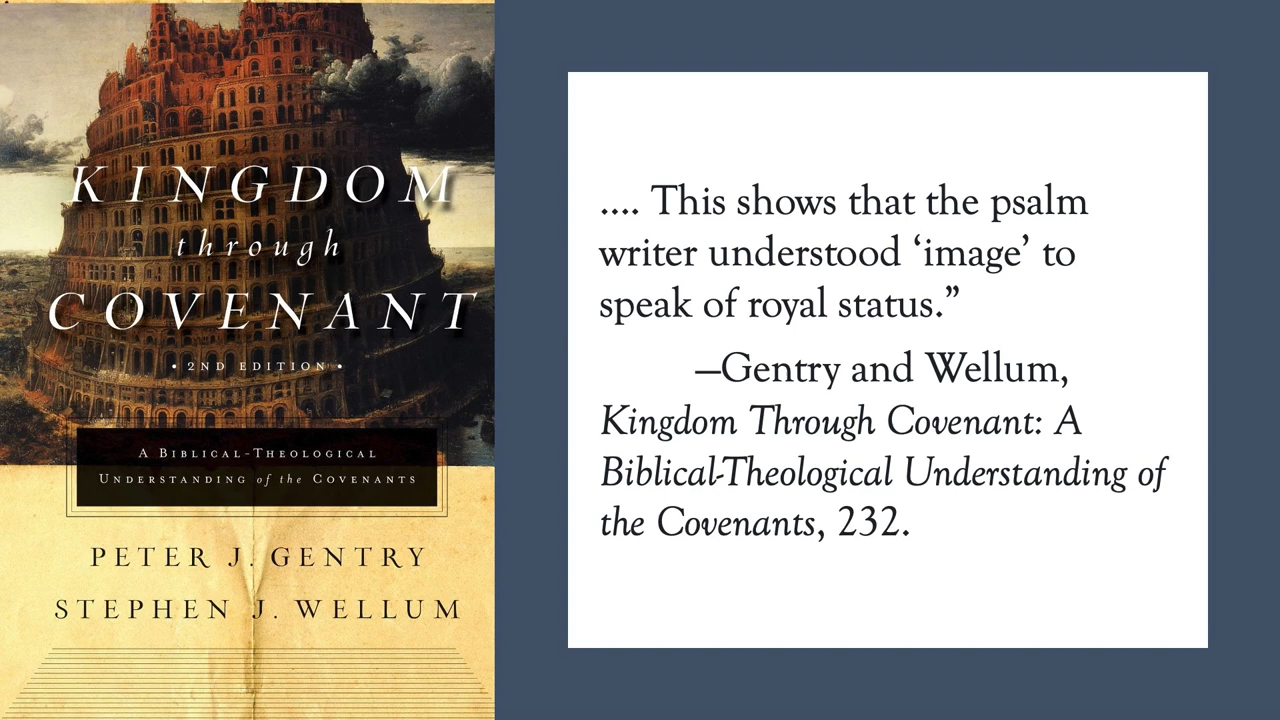 KINGDOM
through
COVENANT
• 2ND EDITION •
A BIBLICAL-THEOLOGICAL
UNDERSTANDING of the COVENANTS
PETER J. GENTRY
STEPHEN J. WELLUM
.... This shows that the psalm
writer understood ‘image’ to
speak of royal status.”
—Gentry and Wellum,
Kingdom Through Covenant: A
Biblical-Theological Understanding of
the Covenants, 232.